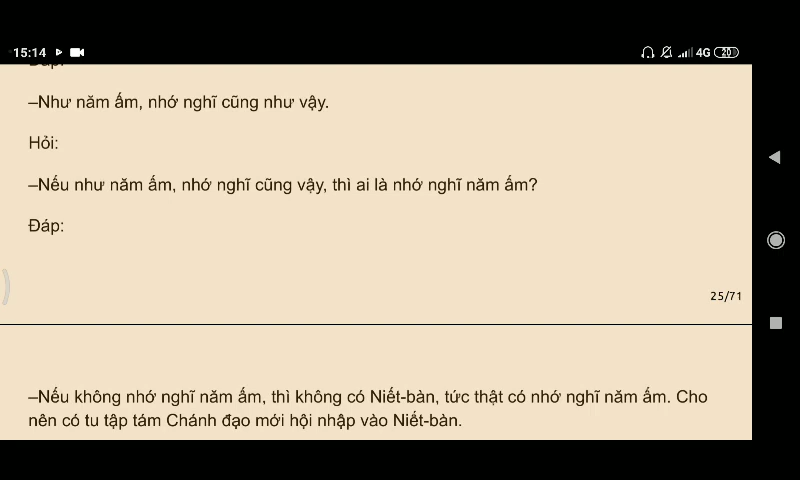 15:14
4G
20
–Như năm ấm, nhớ nghĩ cũng như vậy.
Hỏi:
–Nếu như năm ấm, nhớ nghĩ cũng vậy, thì ai là nhớ nghĩ năm ấm?
Đáp:
25/71
–Nếu không nhớ nghĩ năm ấm, thì không có Niết-bàn, tức thật có nhớ nghĩ năm ấm. Cho
nên có tu tập tám Chánh đạo mới hội nhập vào Niết-bàn.